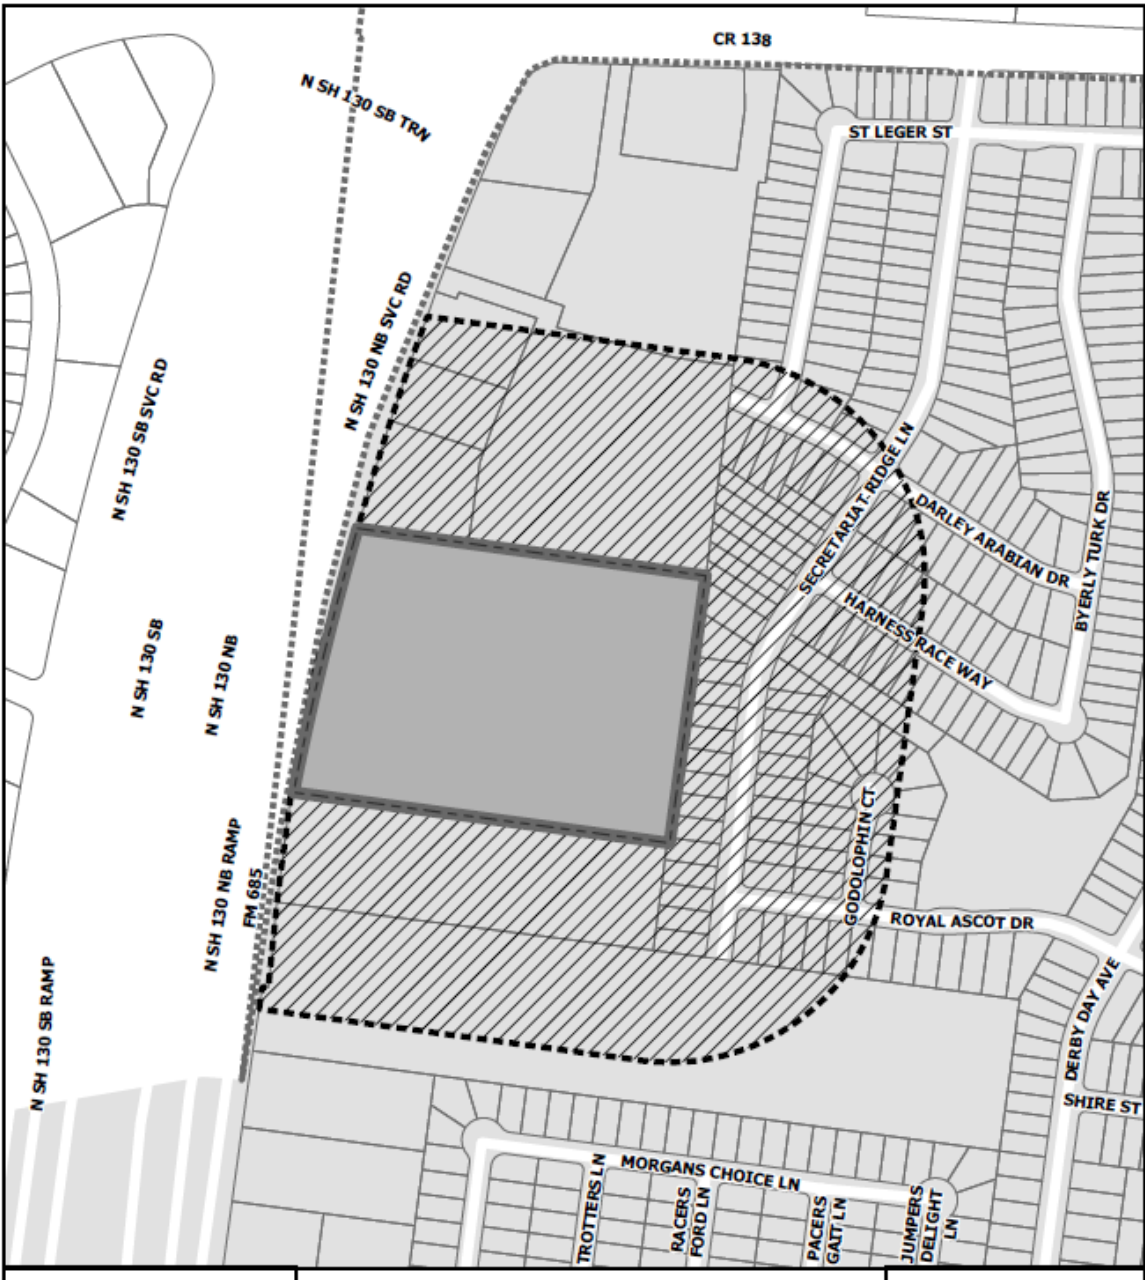 CR 138
N SH 130 SB TRN
ST LEGER ST
N SH 130 NB SVC RD
N SH 130 SB SVC RD
SECRETARIAT RIDGE LN
DARLEY ARABIAN DR
BYERLY TURK DR
HARNESS RACE WAY
N SH 130 SB
N SH 130 NB
GODOLOPHIN CT
N SH 130 NB RAMP
FM 685
ROYAL ASCOT DR
N SH 130 SB RAMP
DERBY DAY AVE
SHIRE ST
MORGANS CHOICE LN
TROTTERS LN
RACERS
FORD LN
PACERS
GAIT LN
JUMPERS
DELIGHT
LN